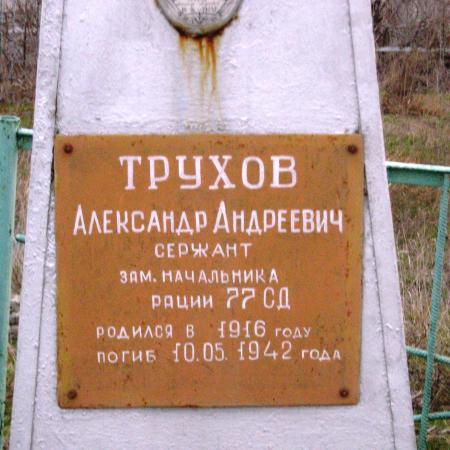 ТРУХОВ
АЛЕКСАНДР АНДРЕЕВИЧ
СЕРЖАНТ
ЗАМ. НАЧАЛЬНИКА
РАЦИИ 77 СД
РОДИЛСЯ В 1916 ГОДУ
ПОГИБ 10.05.1942 ГОДА